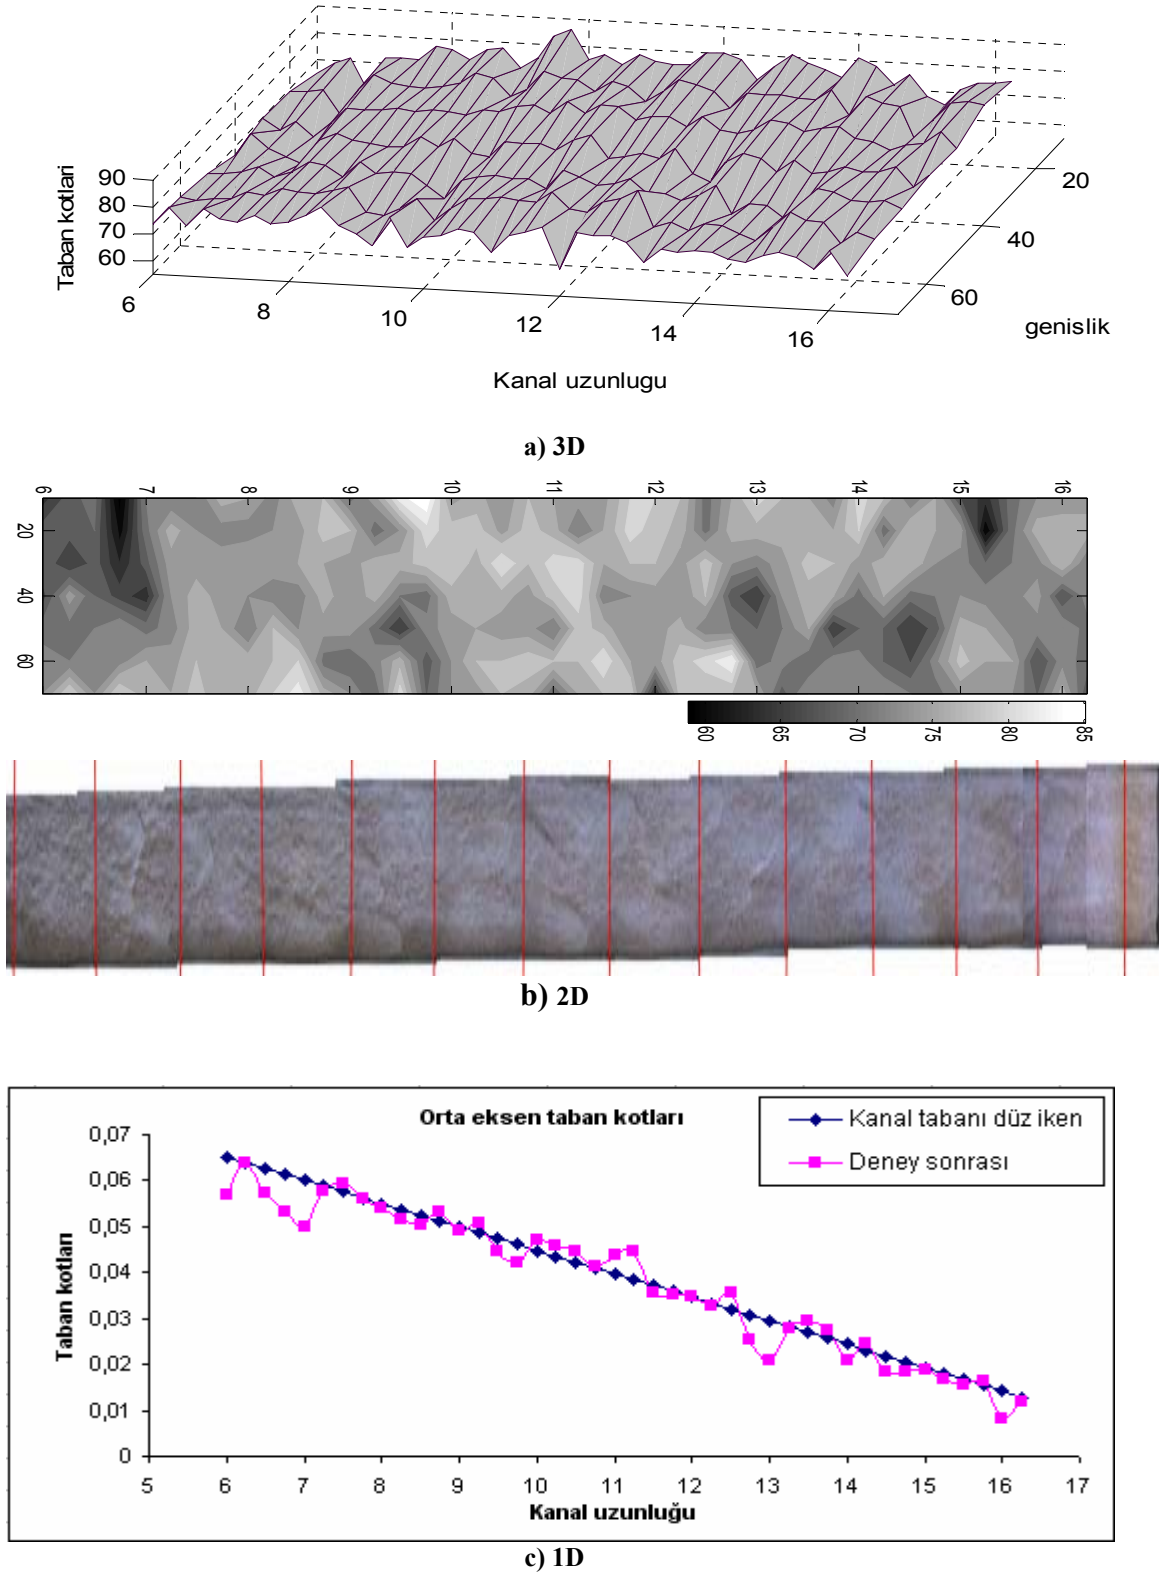 90
80
70
60
Taban kotlari
6
8
10
12
14
16
20
40
60
genislik
Kanal uzunlugu
a) 3D
6 7 8 9 10 11 12 13 14 15 16
20
40
60
60 65 70 75 80 85
b) 2D
Orta eksen taban kotları
Kanal tabanı düz iken
Deney sonrası
0,07
0,06
0,05
0,04
0,03
0,02
0,01
0
Taban kotları
5 6 7 8 9 10 11 12 13 14 15 16 17
Kanal uzunluğu
c) 1D